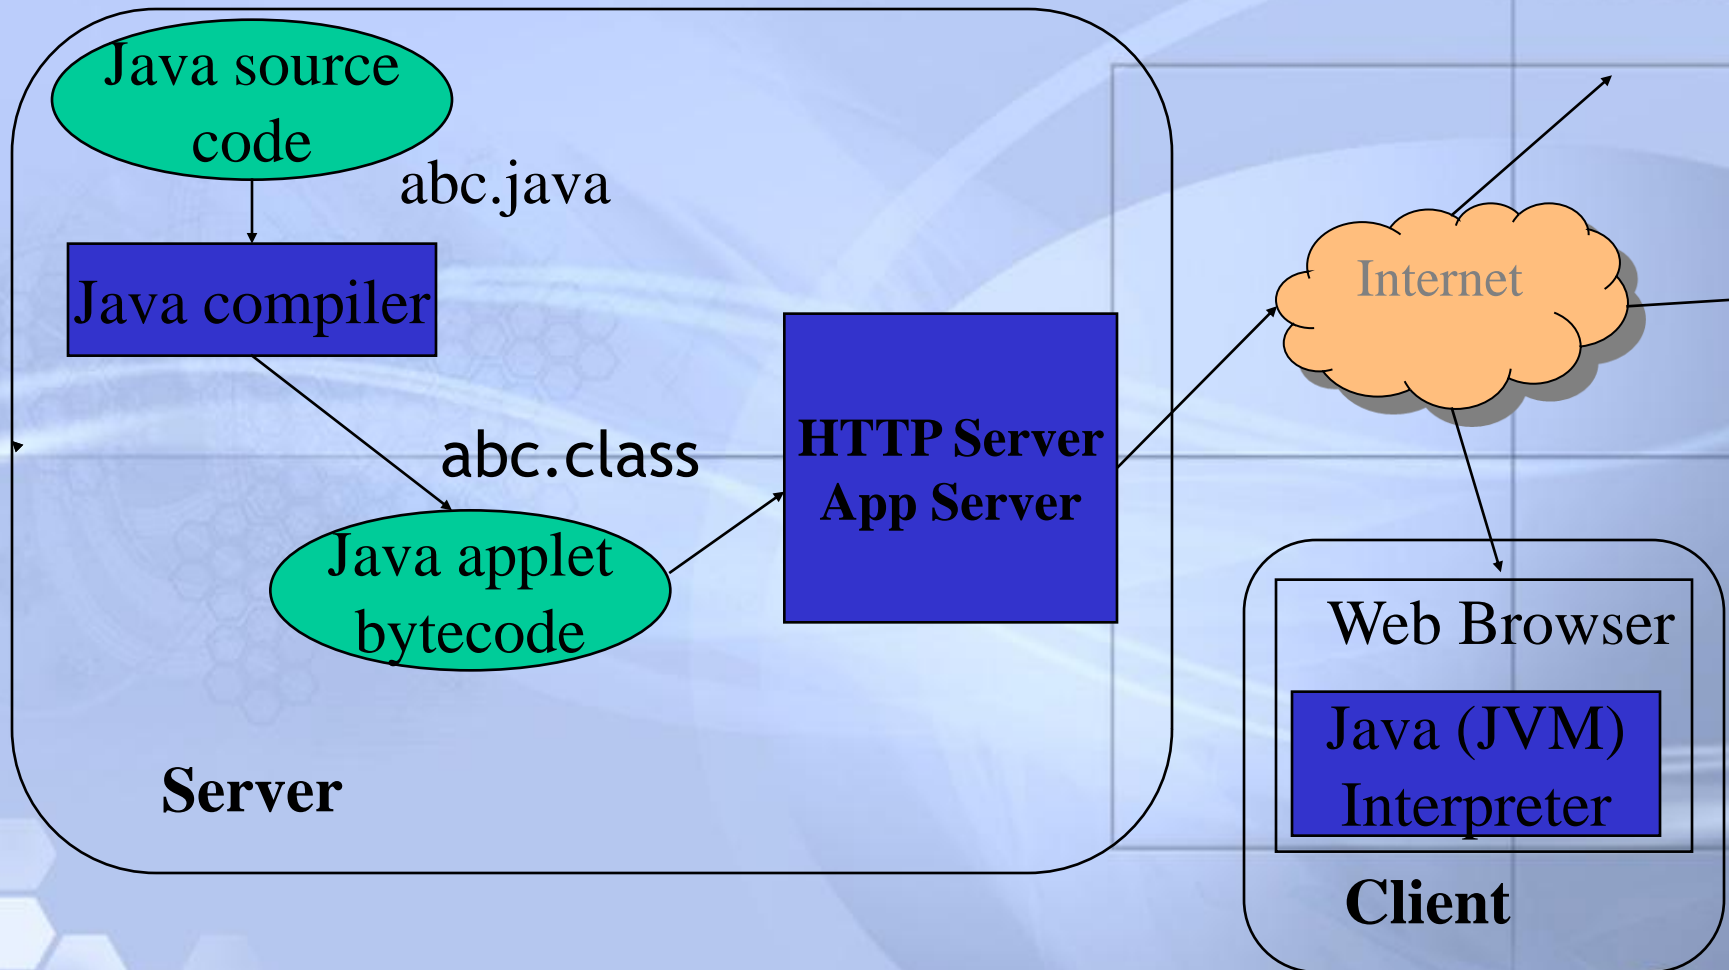 Java source
code
abc.java
Java compiler
abc.class
Java applet
bytecode
HTTP Server
App Server
Server
Internet
Web Browser
Java (JVM)
Interpreter
Client